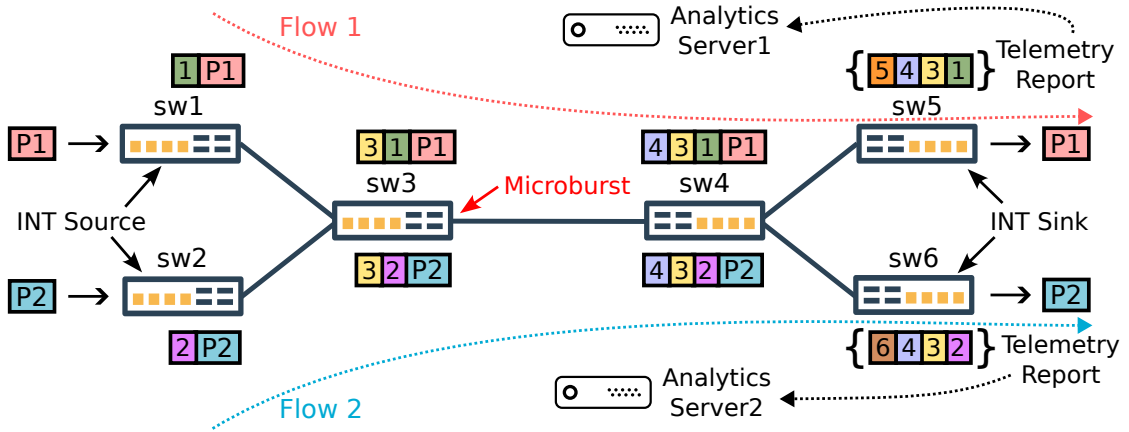 Flow 1
Analytics
Server1
Telemetry
Report
{5 4 3 1}
1 P1
sw1
sw5
P1
P1
3 1 P1
4 3 1 P1
sw3
Microburst
sw4
INT Source
INT Sink
sw2
sw6
3 2 P2
4 3 2 P2
P2
P2
2 P2
{6 4 3 2}
Telemetry
Report
Analytics
Server2
Flow 2